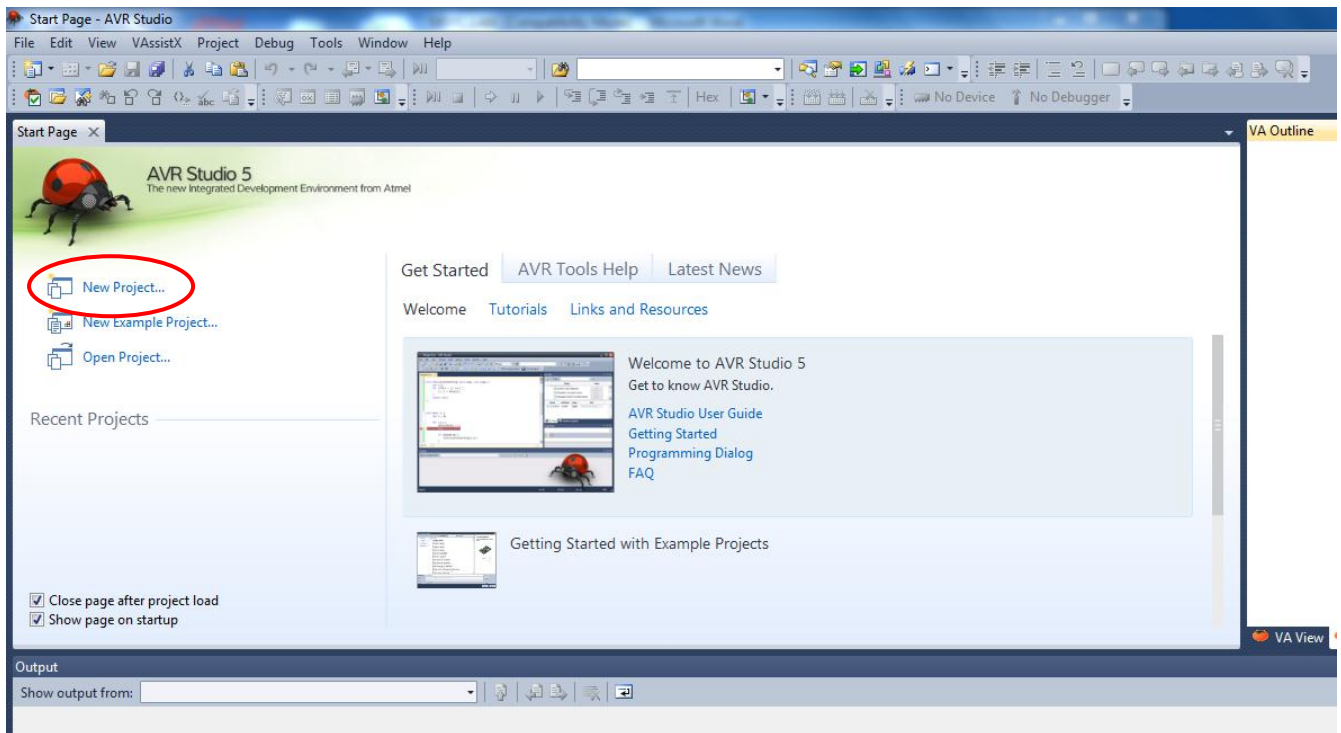 Start Page - AVR Studio
File Edit View VAssistX Project Debug Tools Window Help
Hex
No Device No Debugger
Start Page
VA Outline
AVR Studio 5
The new Integrated Development Environment from Atmel
New Project...
New Example Project...
Open Project...
Recent Projects
Close page after project load
Show page on startup
Get Started AVR Tools Help Latest News
Welcome Tutorials Links and Resources
Welcome to AVR Studio 5
Get to know AVR Studio.
AVR Studio User Guide
Getting Started
Programming Dialog
FAQ
Getting Started with Example Projects
VA View
Output
Show output from: